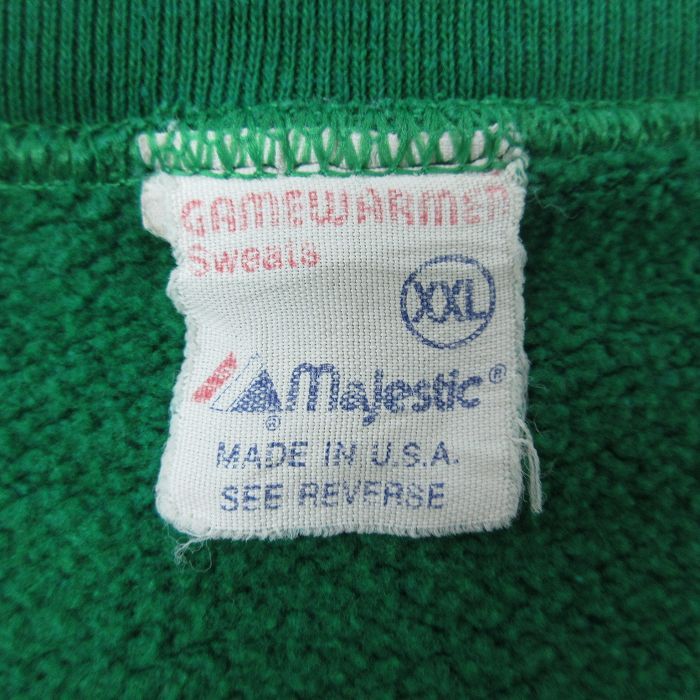 GAMEWARMER
Sweats
XXL
Majestic®
®
MADE IN U.S.A.
SEE REVERSE